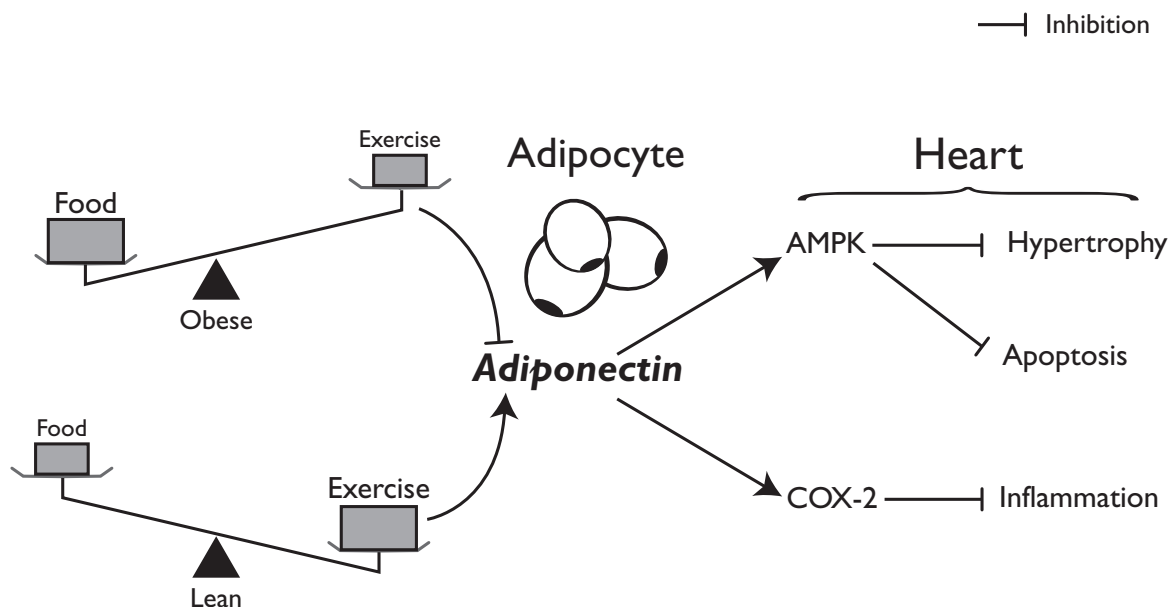 Inhibition
Exercise
Adipocyte
Heart
Food
AMPK
Hypertrophy
Obese
Adiponectin
Apoptosis
Food
Exercise
COX-2
Inflammation
Lean